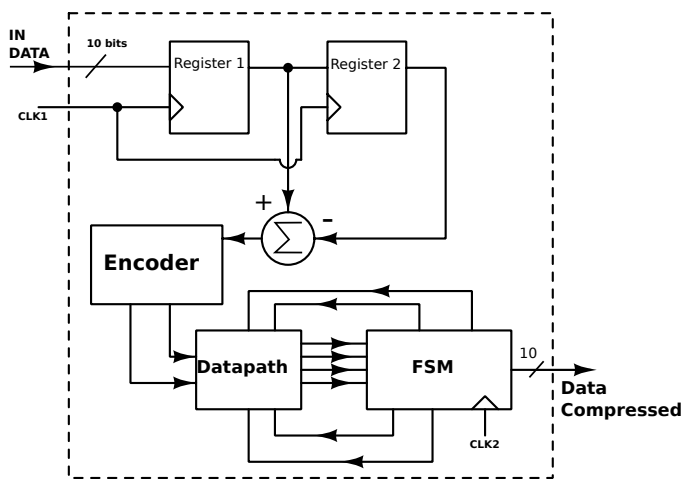 IN
DATA
10 bits
Register 1
Register 2
CLK1
+
-
Σ
Encoder
Datapath
FSM
10
Data
Compressed
CLK2